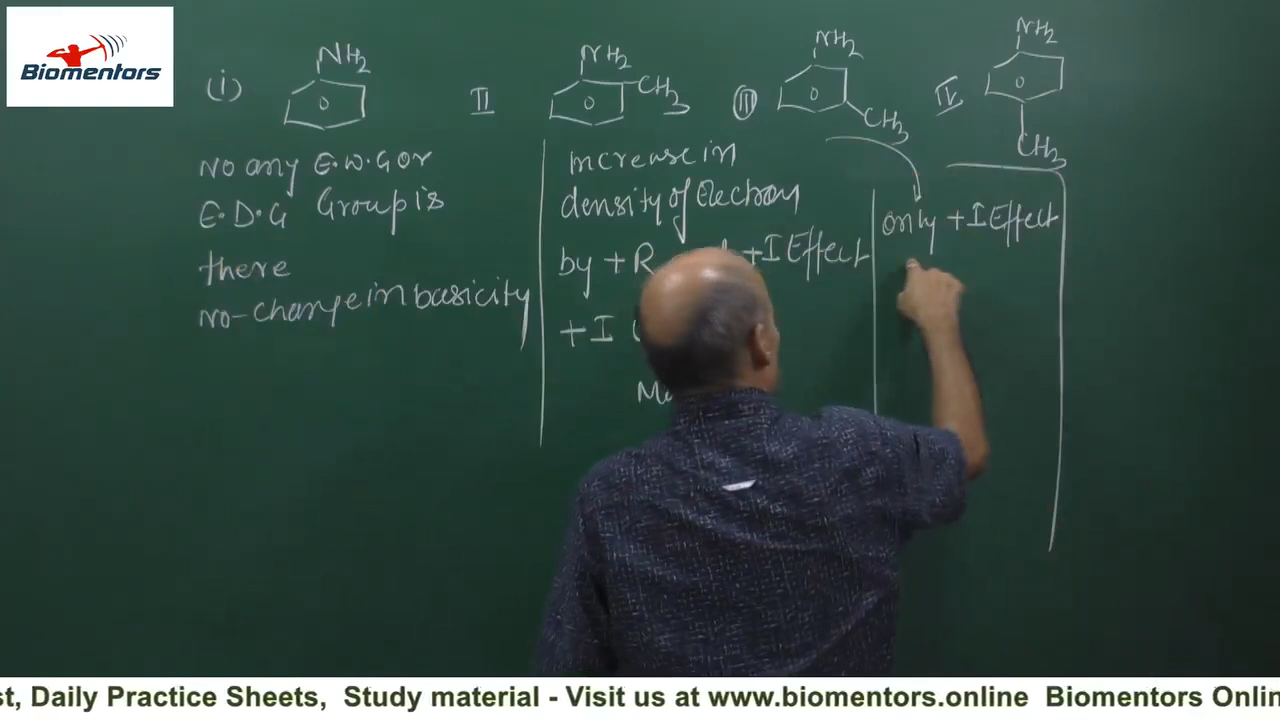 Biomentors
(i) NH2 II NH2 CH3 III NH2 CH3 IV NH2 CH3
No any E.W.G or
E.D.G Group is
there
no-change in basicity
increase in
density of Electron
by +R +I Effect
+I
only +I Effect
st, Daily Practice Sheets, Study material - Visit us at www.biomentors.online Biomentors Onlin